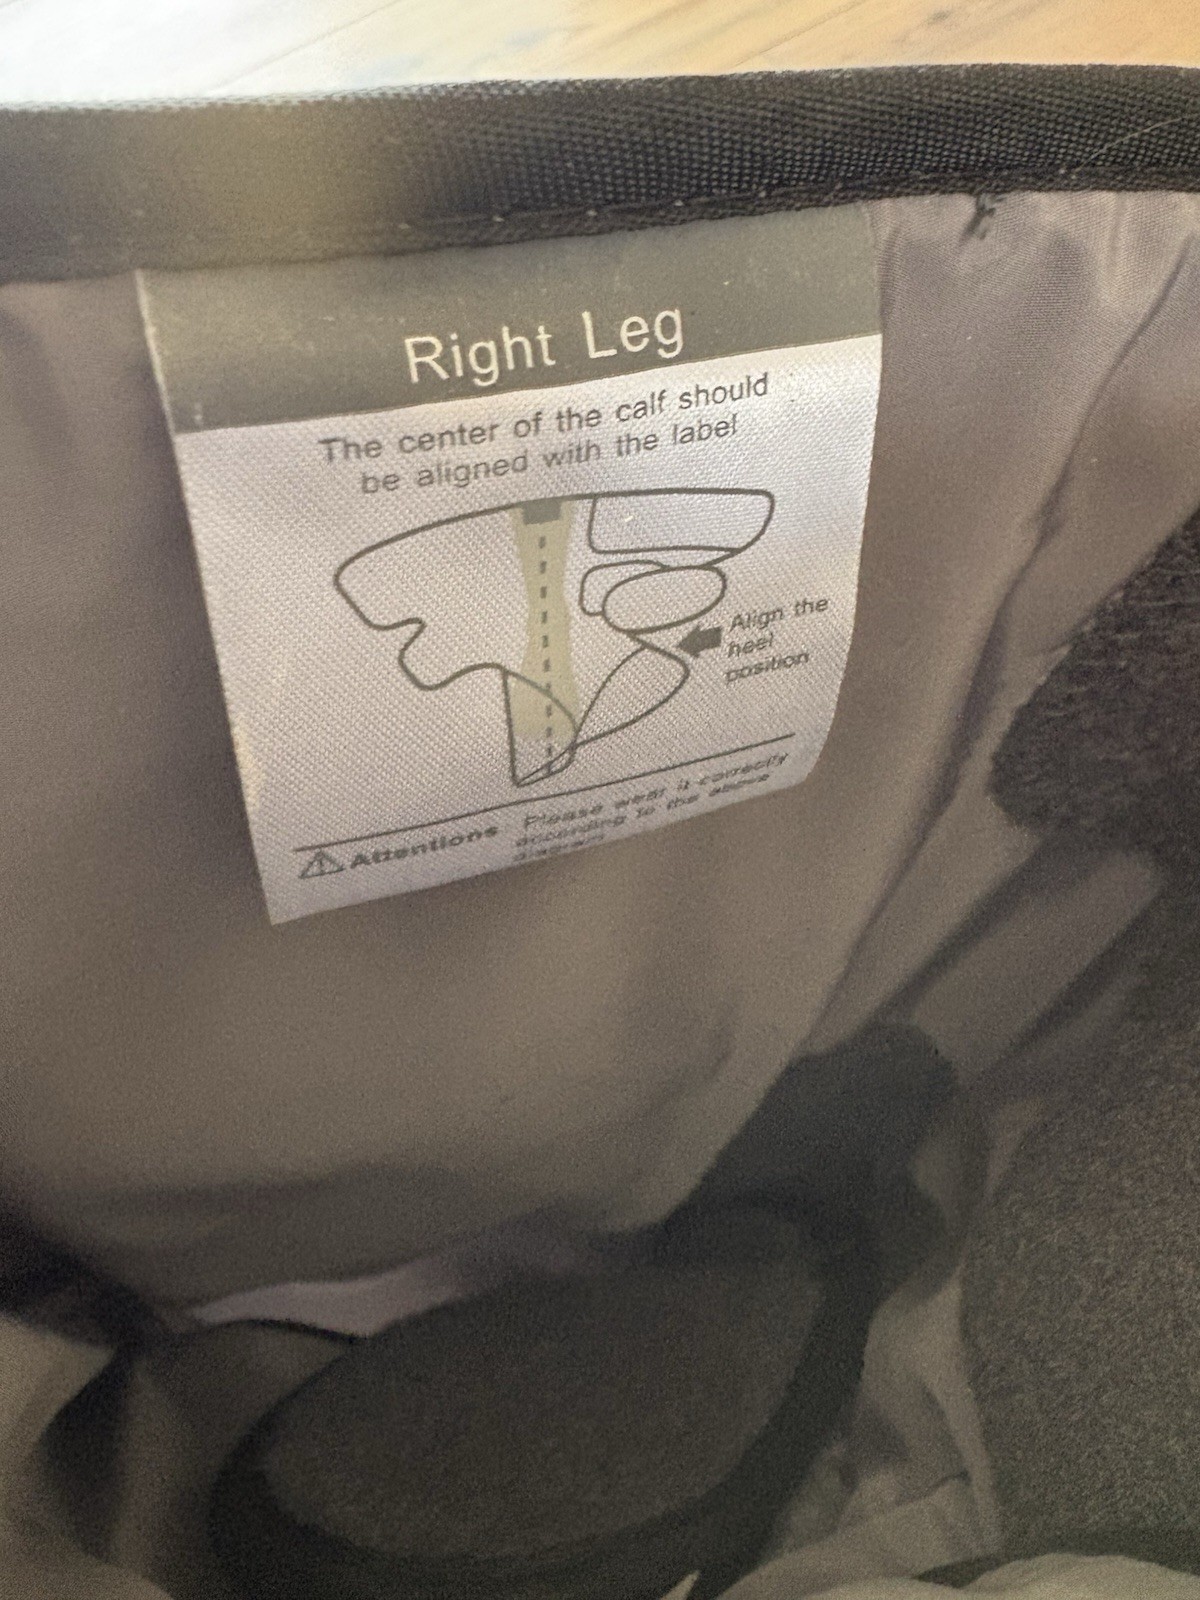 Right Leg
The center of the calf should
be aligned with the label
Align the
heel
position
Attentions Please wear it correctly
according to the above
diagram